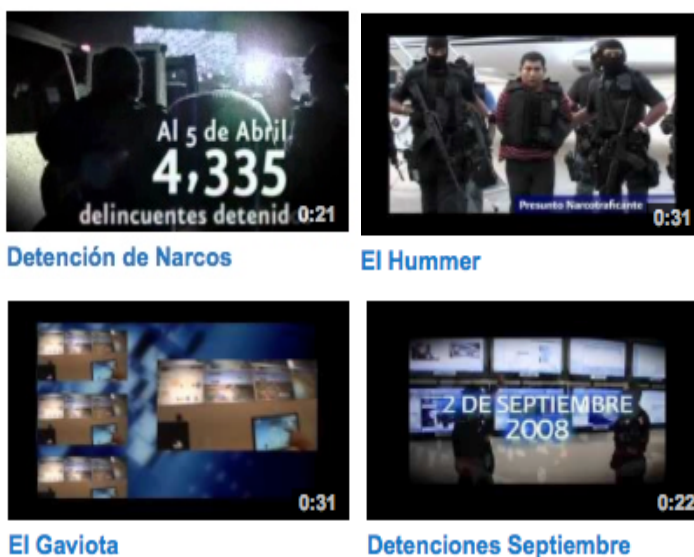 Al 5 de Abril
4,335
delincuentes detenid
0:21
Detención de Narcos
Presunto Narcotraficante
0:31
El Hummer
0:31
El Gaviota
2 DE SEPTIEMBRE
2008
0:22
Detenciones Septiembre